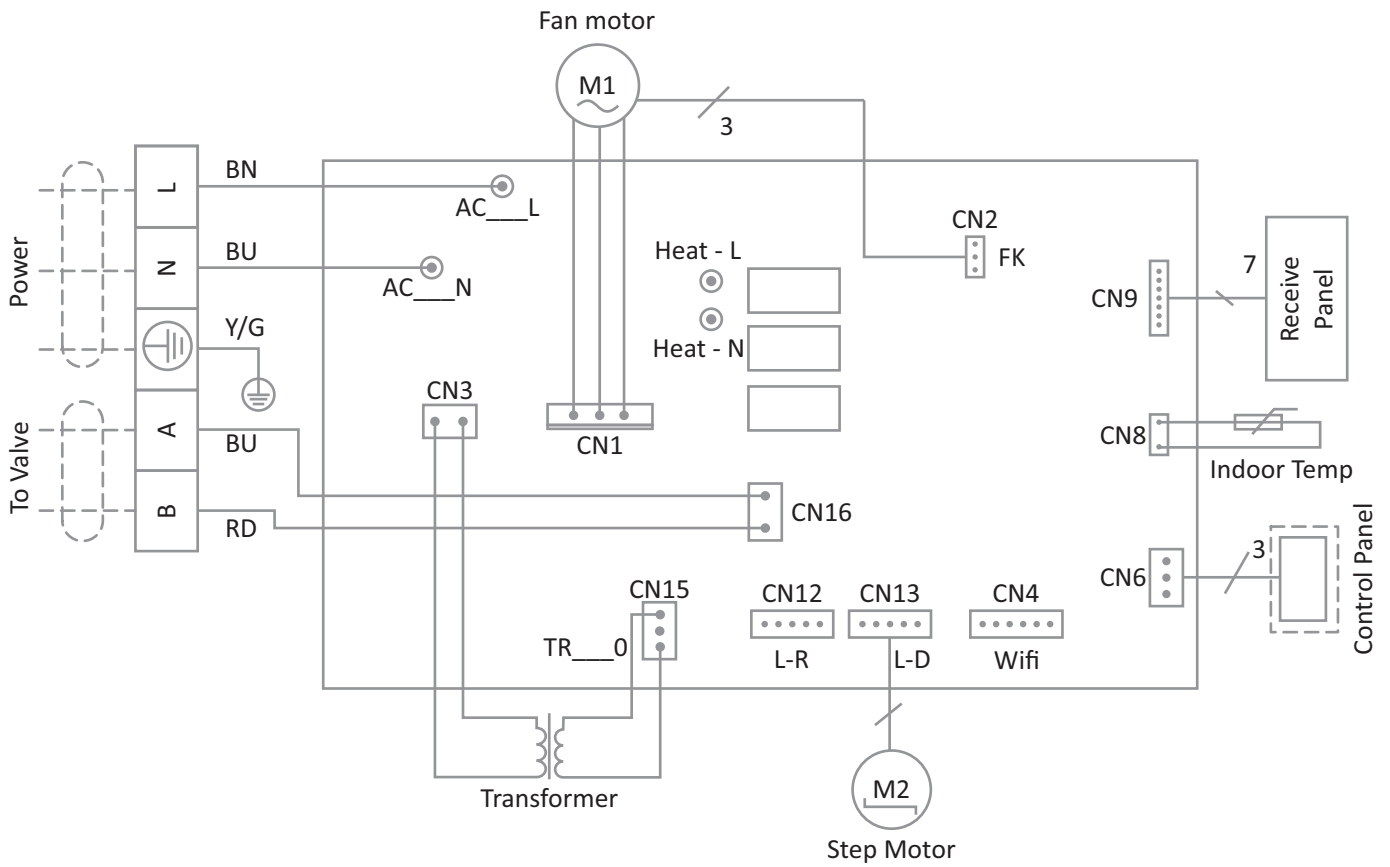 Fan motor
M1
3
Power
L
BN
AC___L
N
BU
AC___N
Y/G
To Valve
A
BU
B
RD
CN3
CN1
Heat - L
Heat - N
CN2
FK
CN9
7
Receive
Panel
CN8
Indoor Temp
CN16
CN6
3
Control Panel
CN15
TR___0
CN12
L-R
CN13
L-D
CN4
Wifi
Transformer
M2
Step Motor